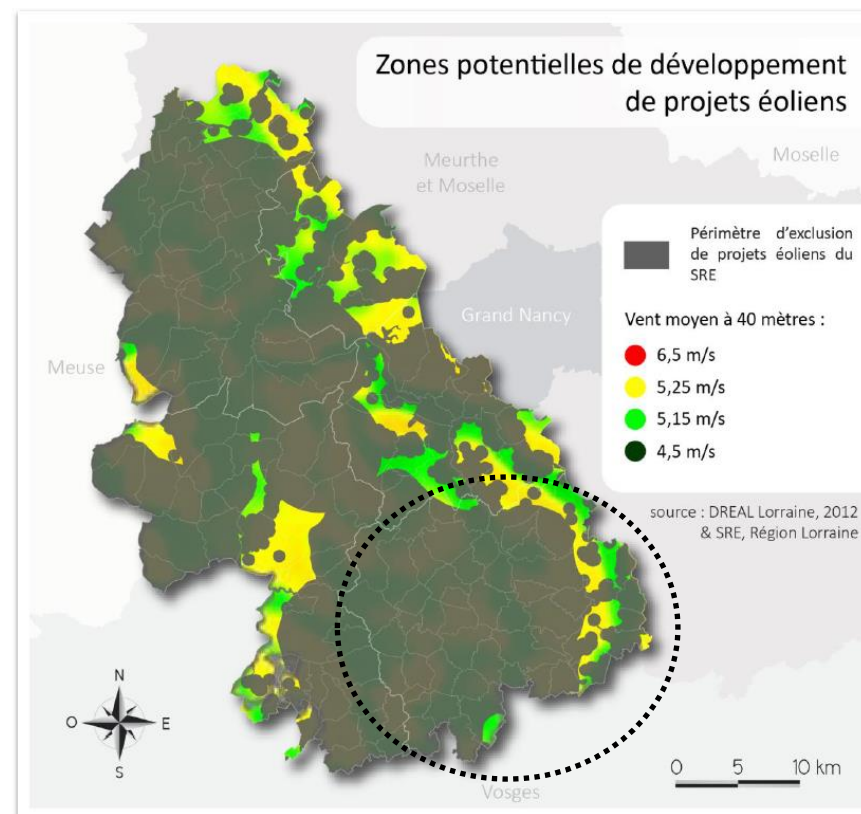 Zones potentielles de développement
de projets éoliens
Meurthe
et Moselle
Moselle
Périmètre d'exclusion
de projets éoliens du
SRE
Grand Nancy
Vent moyen à 40 mètres :
Meuse
6,5 m/s
5,25 m/s
5,15 m/s
4,5 m/s
source : DREAL Lorraine, 2012
& SRE, Région Lorraine
N
O
E
S
0 5 10 km
Vosges